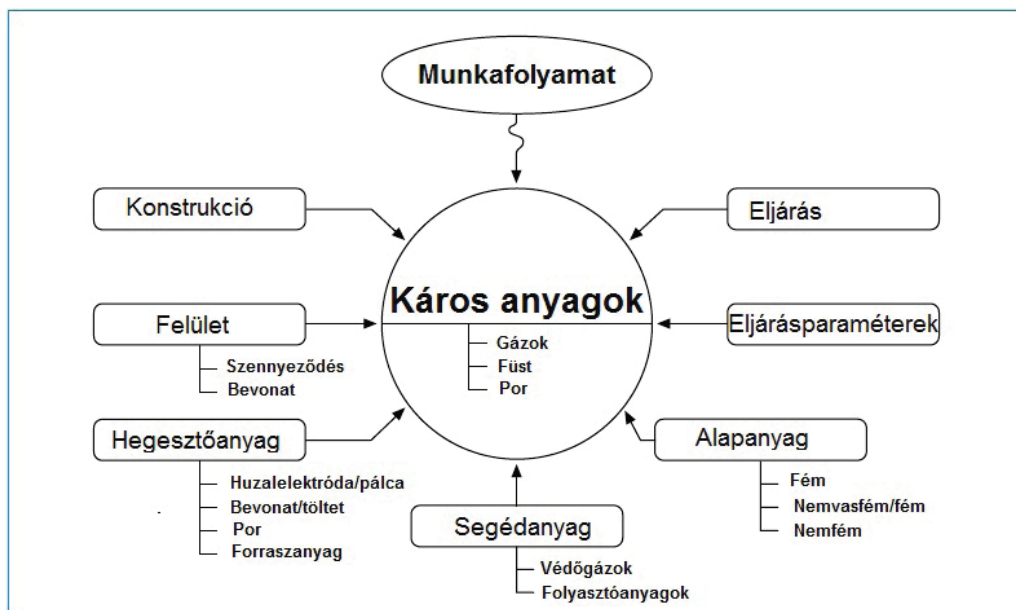 Munkafolyamat
Konstrukció
Eljárás
Káros anyagok
Gázok
Füst
Por
Felület
Szennyeződés
Bevonat
Eljárásparaméterek
Hegesztőanyag
Huzalelektróda/pálca
Bevonat/töltet
Por
Forraszanyag
Segédanyag
Védőgázok
Folyasztóanyagok
Alapanyag
Fém
Nemvasfém/fém
Nemfém